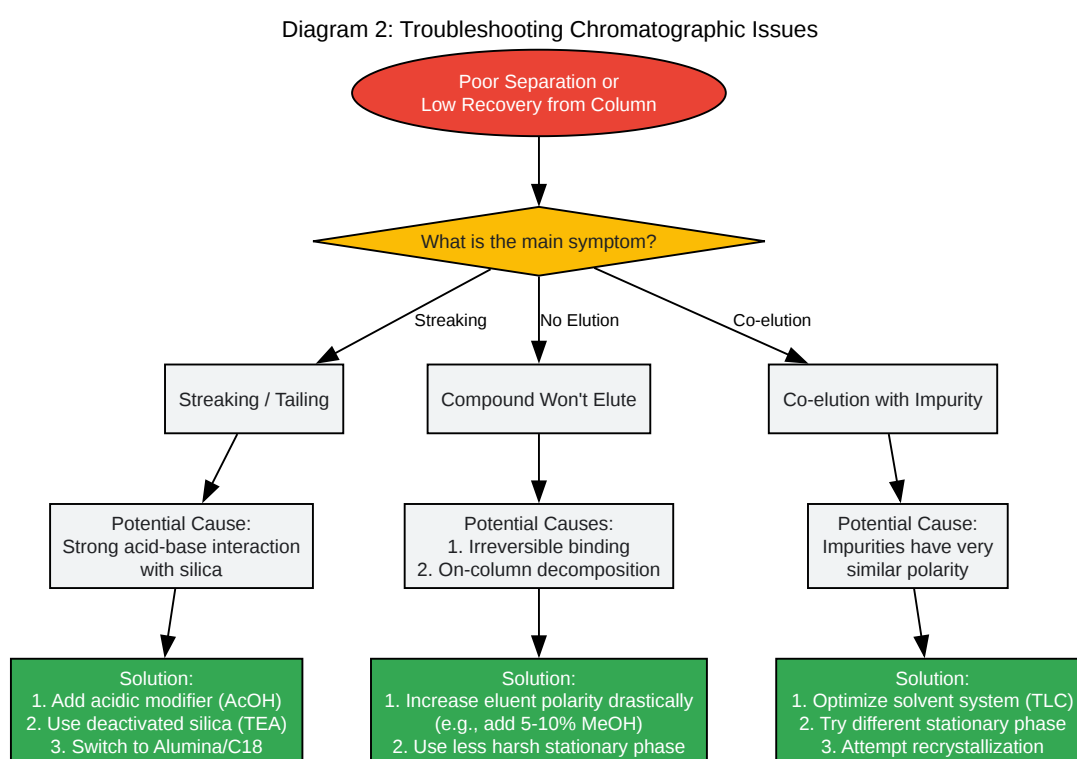 Diagram 2: Troubleshooting Chromatographic Issues
Poor Separation or
Low Recovery from Column
What is the main symptom?
Streaking
No Elution
Co-elution
Streaking / Tailing
Compound Won't Elute
Co-elution with Impurity
Potential Cause:
Strong acid-base interaction
with silica
Potential Causes:
1. Irreversible binding
2. On-column decomposition
Potential Cause:
Impurities have very
similar polarity
Solution:
1. Add acidic modifier (AcOH)
2. Use deactivated silica (TEA)
3. Switch to Alumina/C18
Solution:
1. Increase eluent polarity drastically
(e.g., add 5-10% MeOH)
2. Use less harsh stationary phase
Solution:
1. Optimize solvent system (TLC)
2. Try different stationary phase
3. Attempt recrystallization